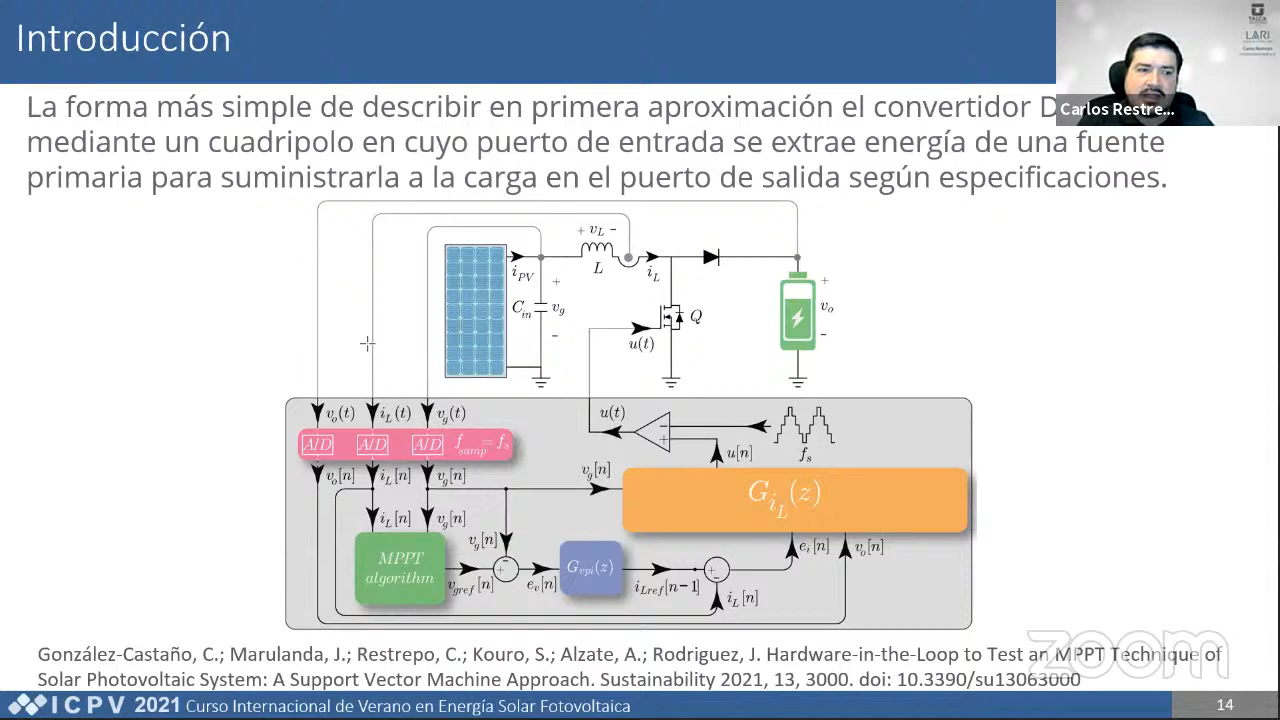 Introducción
TALCA
LARI
Carlos Restre...
La forma más simple de describir en primera aproximación el convertidor D
mediante un cuadripolo en cuyo puerto de entrada se extrae energía de una fuente
primaria para suministrarla a la carga en el puerto de salida según especificaciones.
+ v_L -
i_PV L i_L
+ +
C_in v_g Q v_o
- -
u(t)
v_o(t) i_L(t) v_g(t) u(t) -
A/D A/D A/D f_samp = f_s +
f_s
v_o[n] i_L[n] v_g[n] v_g[n] u[n]
G_{i_L}(z)
i_L[n] v_g[n]
v_g[n] e_i[n] v_o[n]
MPPT
algorithm
+ G_vpi(z) + -
v_gref[n] e_v[n] i_Lref[n-1] i_L[n]
González-Castaño, C.; Marulanda, J.; Restrepo, C.; Kouro, S.; Alzate, A.; Rodriguez, J. Hardware-in-the-Loop to Test an MPPT Technique of
Solar Photovoltaic System: A Support Vector Machine Approach. Sustainability 2021, 13, 3000. doi: 10.3390/su13063000
zoom
ICPV 2021 Curso Internacional de Verano en Energía Solar Fotovoltaica
14